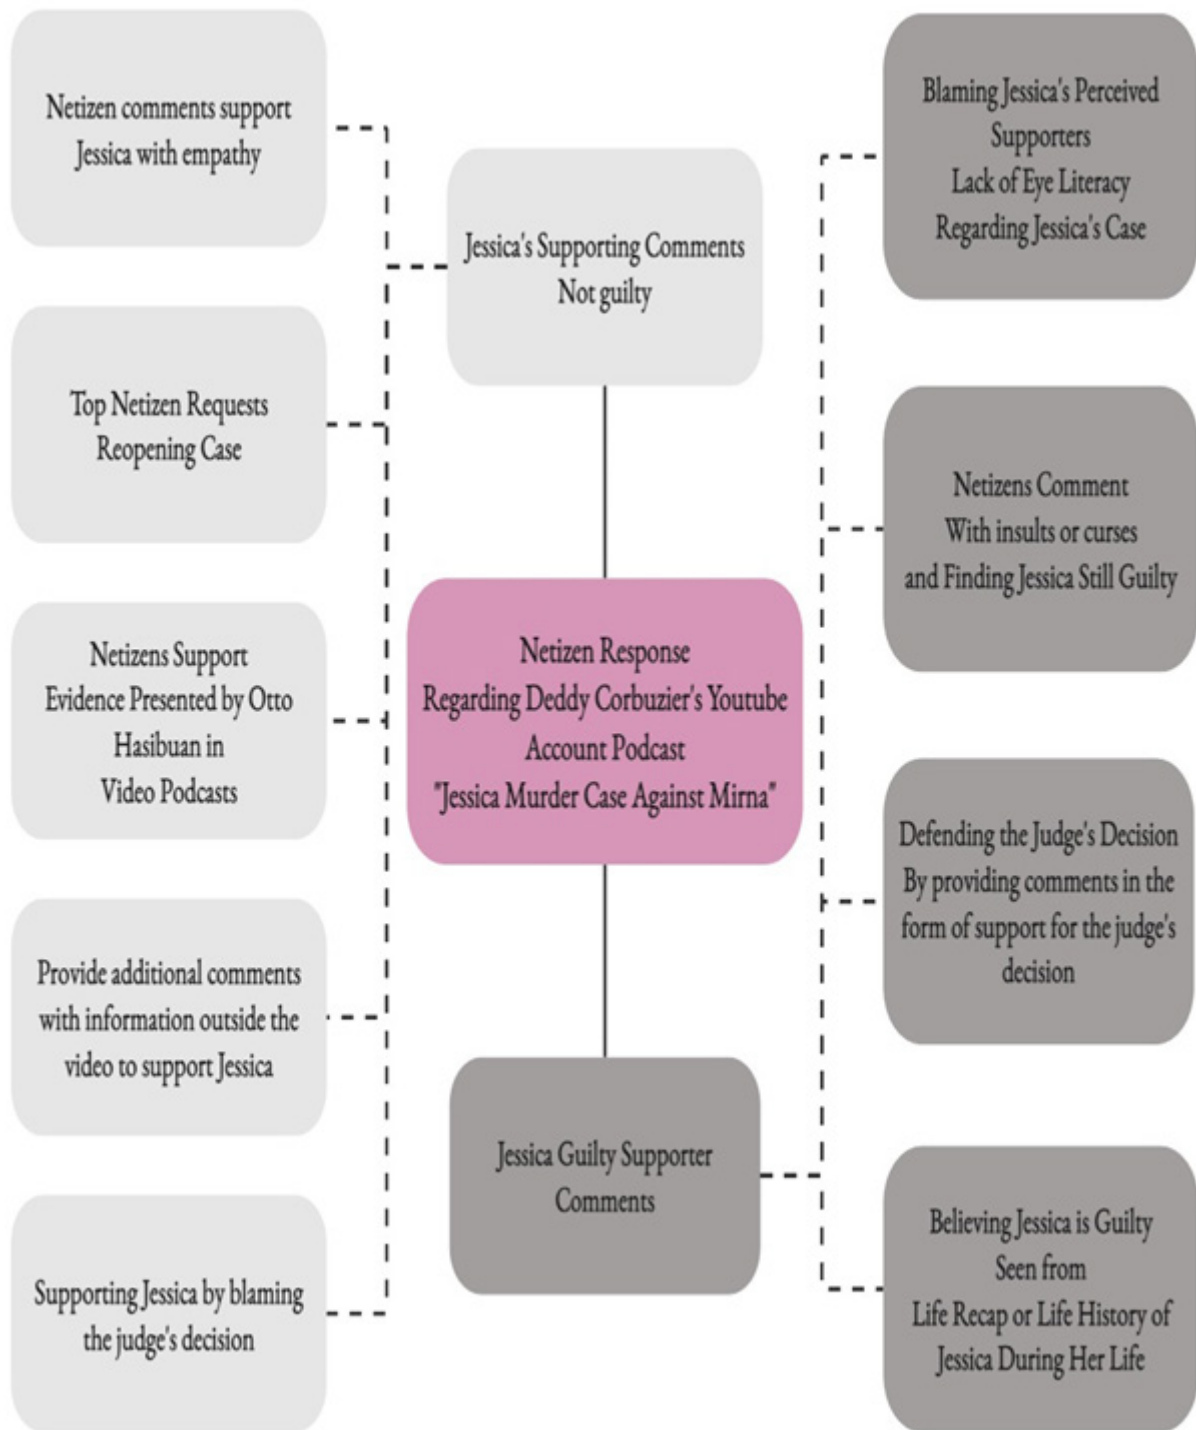 Netizen comments support
Jessica with empathy
Top Netizen Requests
Reopening Case
Netizens Support
Evidence Presented by Otto
Hasibuan in
Video Podcasts
Provide additional comments
with information outside the
video to support Jessica
Supporting Jessica by blaming
the judge's decision
Jessica's Supporting Comments
Not guilty
Netizen Response
Regarding Deddy Corbuzier's Youtube
Account Podcast
"Jessica Murder Case Against Mirna"
Jessica Guilty Supporter
Comments
Blaming Jessica's Perceived
Supporters
Lack of Eye Literacy
Regarding Jessica's Case
Netizens Comment
With insults or curses
and Finding Jessica Still Guilty
Defending the Judge's Decision
By providing comments in the
form of support for the judge's
decision
Believing Jessica is Guilty
Seen from
Life Recap or Life History of
Jessica During Her Life